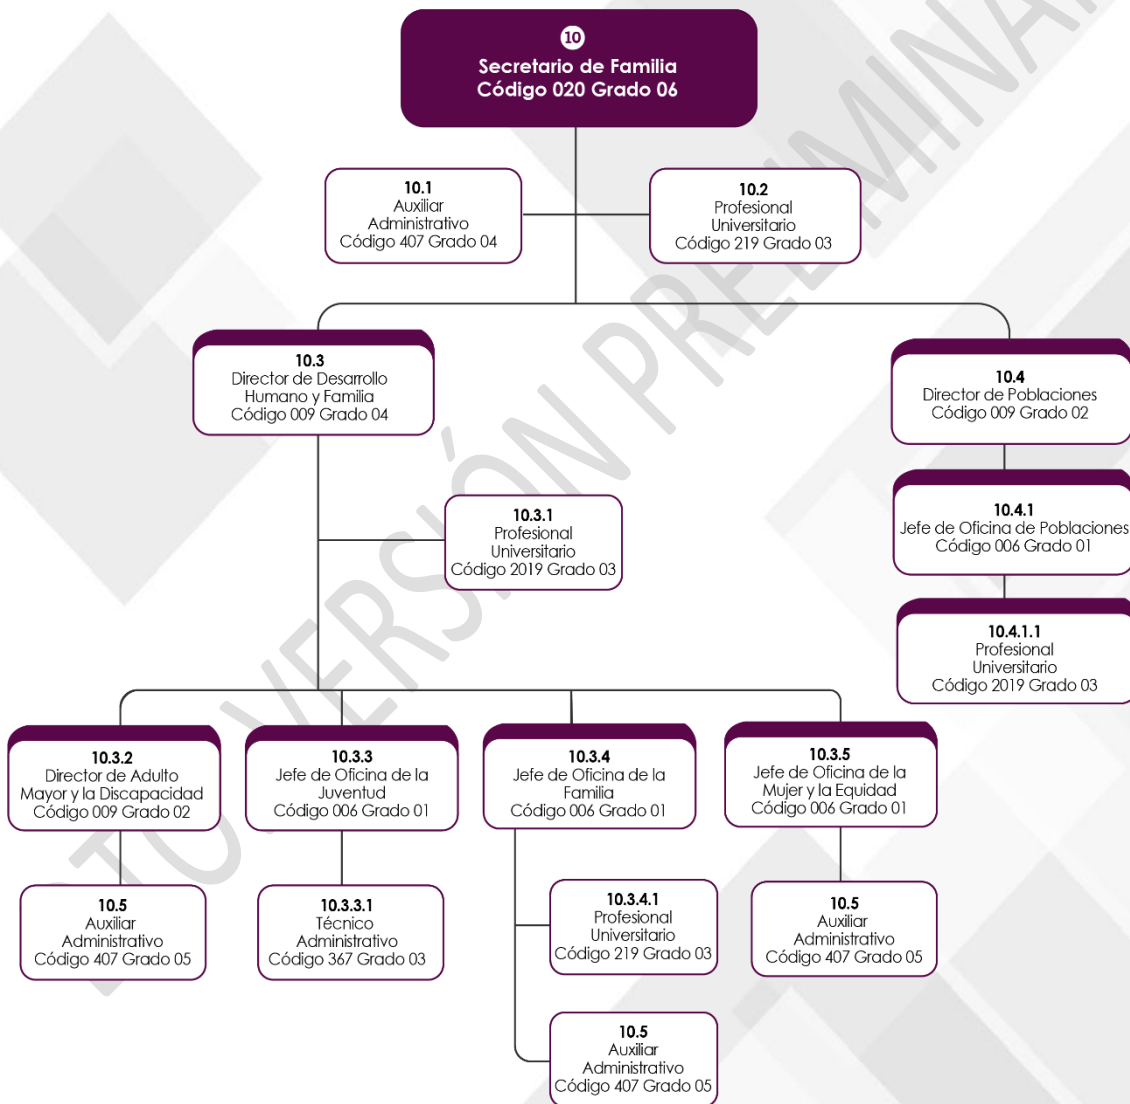 10
Secretario de Familia
Código 020 Grado 06
10.1
Auxiliar
Administrativo
Código 407 Grado 04
10.2
Profesional
Universitario
Código 219 Grado 03
10.3
Director de Desarrollo
Humano y Familia
Código 009 Grado 04
10.4
Director de Poblaciones
Código 009 Grado 02
10.3.1
Profesional
Universitario
Código 2019 Grado 03
10.4.1
Jefe de Oficina de Poblaciones
Código 006 Grado 01
10.4.1.1
Profesional
Universitario
Código 2019 Grado 03
10.3.2
Director de Adulto
Mayor y la Discapacidad
Código 009 Grado 02
10.3.3
Jefe de Oficina de la
Juventud
Código 006 Grado 01
10.3.4
Jefe de Oficina de la
Familia
Código 006 Grado 01
10.3.5
Jefe de Oficina de la
Mujer y la Equidad
Código 006 Grado 01
10.5
Auxiliar
Administrativo
Código 407 Grado 05
10.3.3.1
Técnico
Administrativo
Código 367 Grado 03
10.3.4.1
Profesional
Universitario
Código 219 Grado 03
10.5
Auxiliar
Administrativo
Código 407 Grado 05
10.5
Auxiliar
Administrativo
Código 407 Grado 05
VERSIÓN